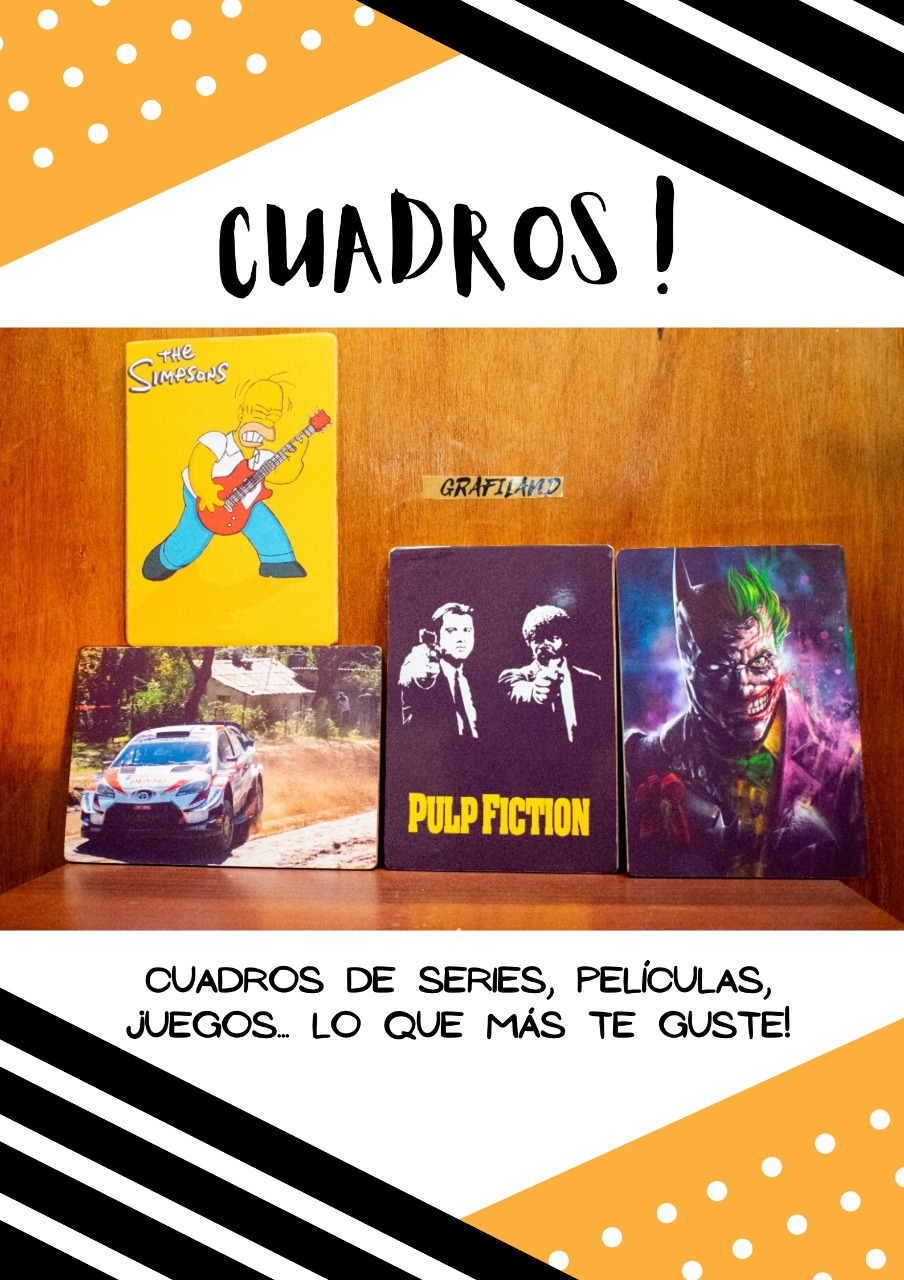 CUADROS!
THE
SIMPSONS
GRAFILAND
PULP FICTION
CUADROS DE SERIES, PELÍCULAS,
JUEGOS... LO QUE MÁS TE GUSTE!